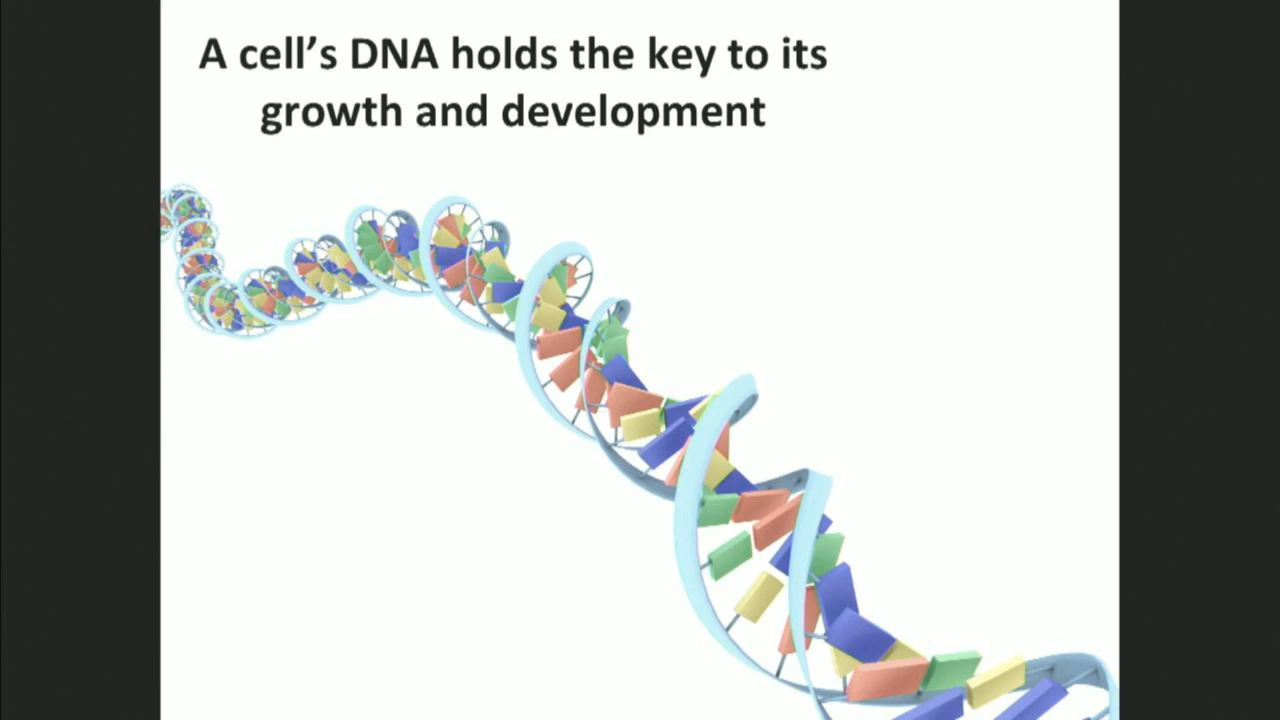 A cell’s DNA holds the key to its
growth and development